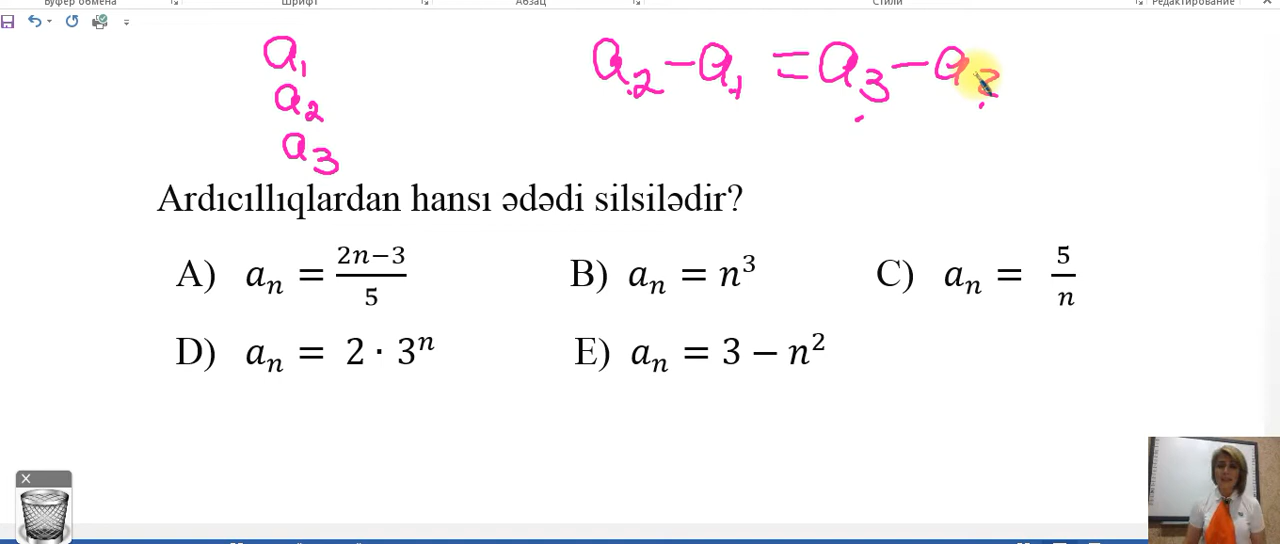 Буфер обмена Шрифт Абзац Стили Редактирование
a₁ a₂ − a₁ = a₃ − a₂
a₂
a₃
Ardıcıllıqlardan hansı ədədi silsilədir?
A) aₙ = (2n−3)/5 B) aₙ = n³ C) aₙ = 5/n
D) aₙ = 2 · 3ⁿ E) aₙ = 3 − n²